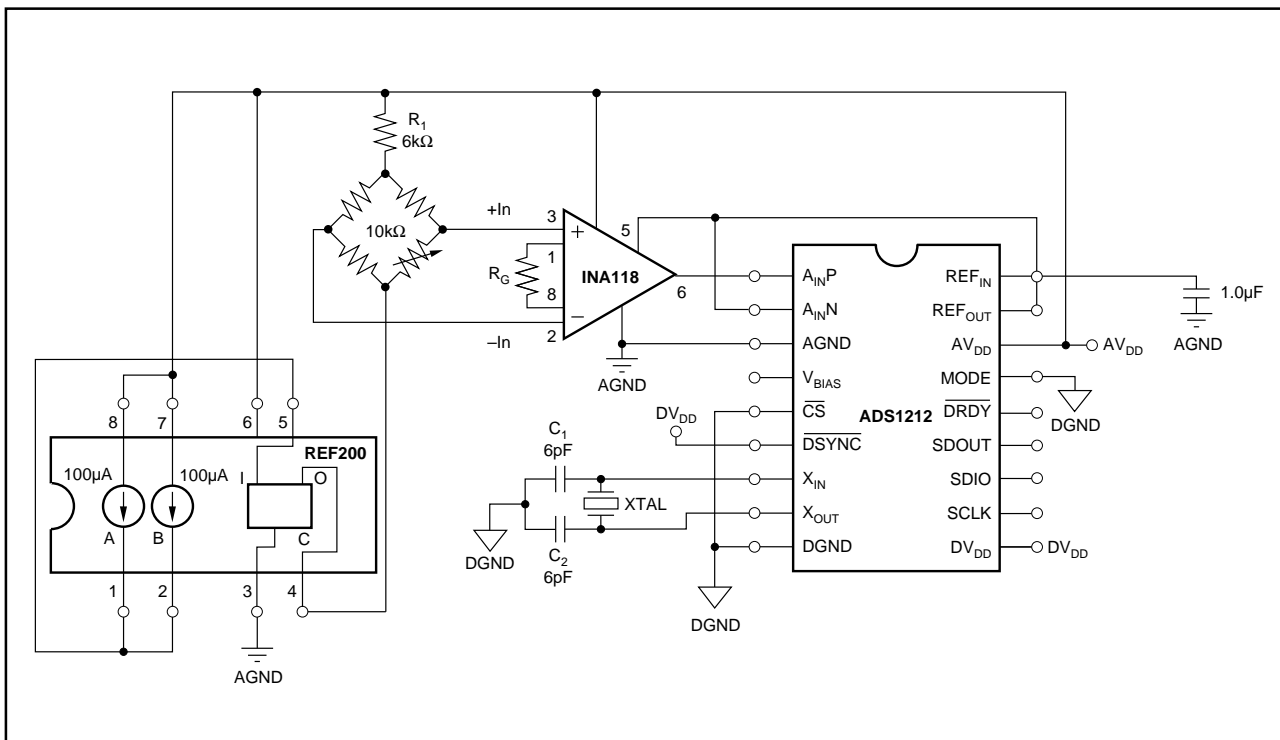 R1
6kΩ
10kΩ
+In
–In
RG
3
1
8
2
5
6
+
–
INA118
AGND
AINP
AINN
AGND
VBIAS
CS
DSYNC
XIN
XOUT
DGND
ADS1212
REFIN
REFOUT
AVDD
MODE
DRDY
SDOUT
SDIO
SCLK
DVDD
1.0µF
AGND
AVDD
DGND
DVDD
DVDD
C1
6pF
XTAL
C2
6pF
DGND
DGND
8
7
6
5
REF200
100µA
100µA
I
O
A
B
C
1
2
3
4
AGND